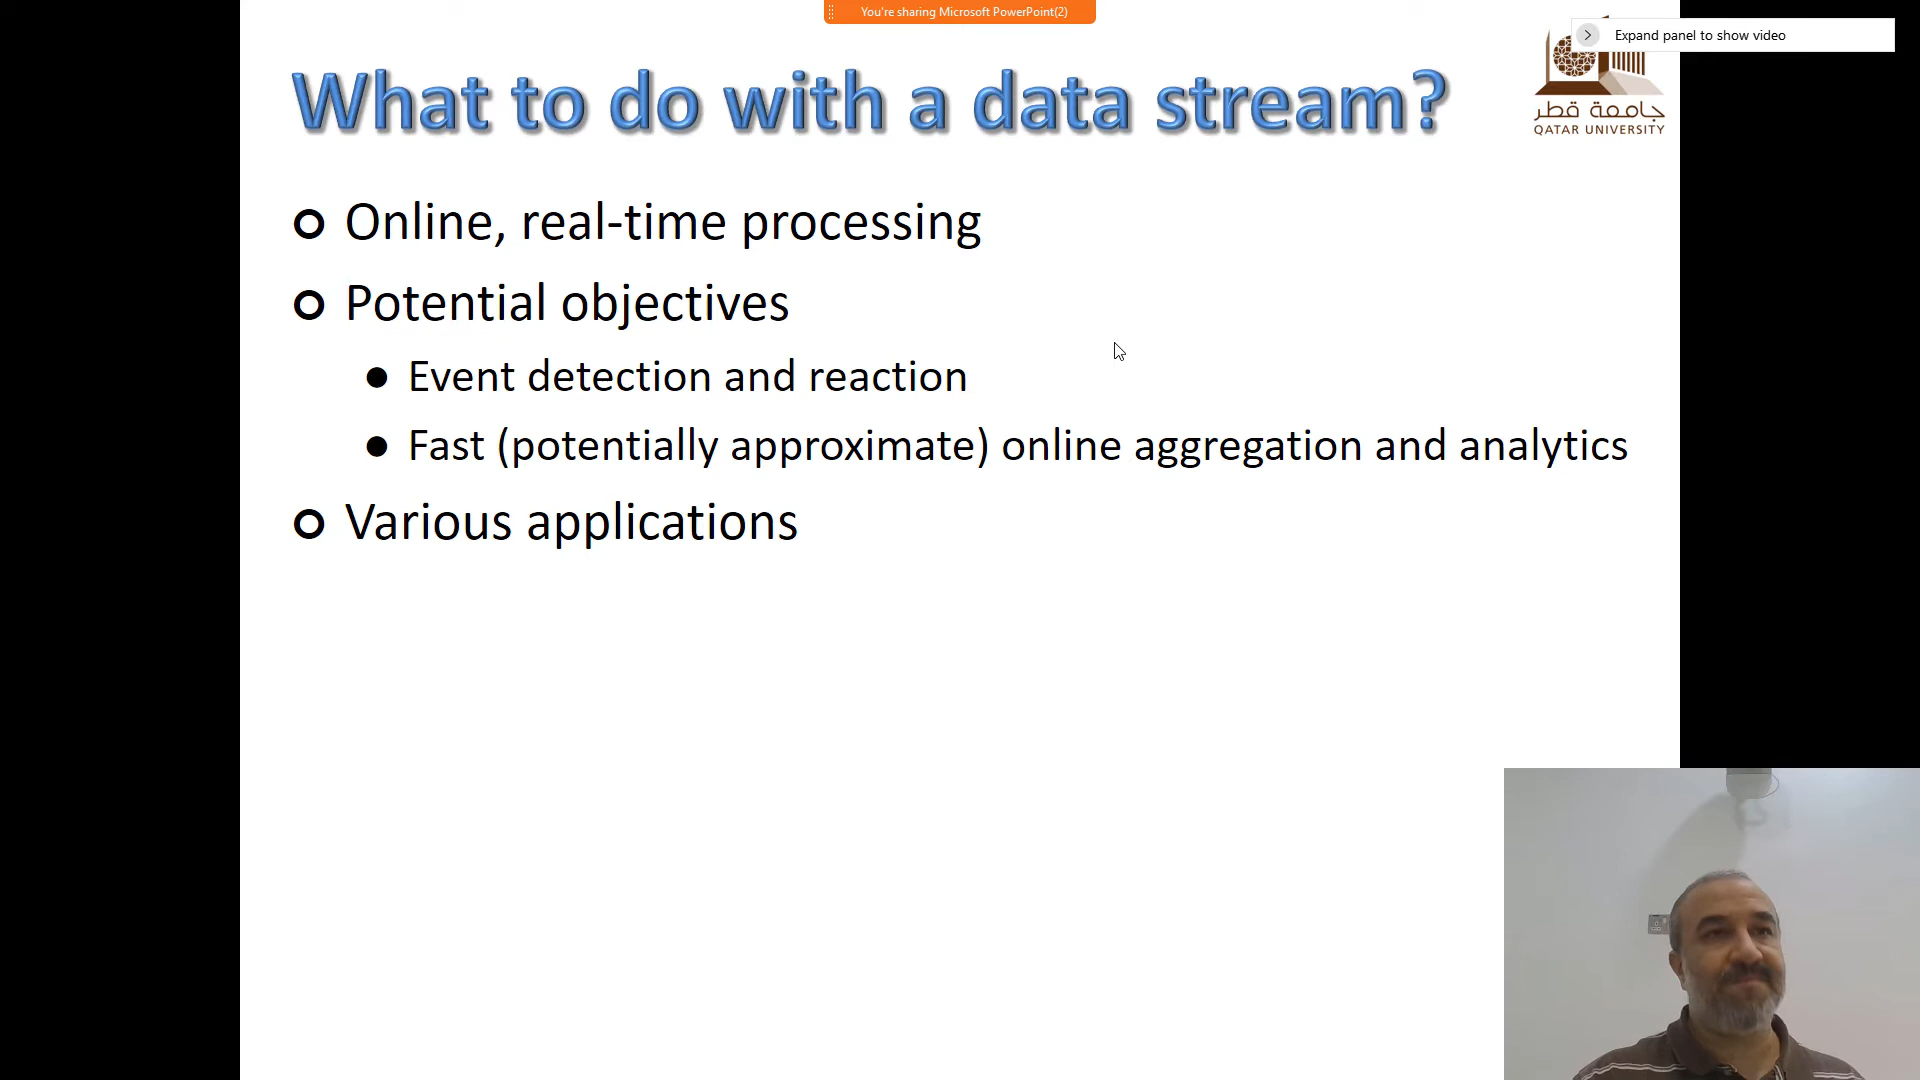 You're sharing Microsoft PowerPoint(2)
Expand panel to show video
What to do with a data stream?
جامعة قطر
QATAR UNIVERSITY
Online, real-time processing
Potential objectives
Event detection and reaction
Fast (potentially approximate) online aggregation and analytics
Various applications